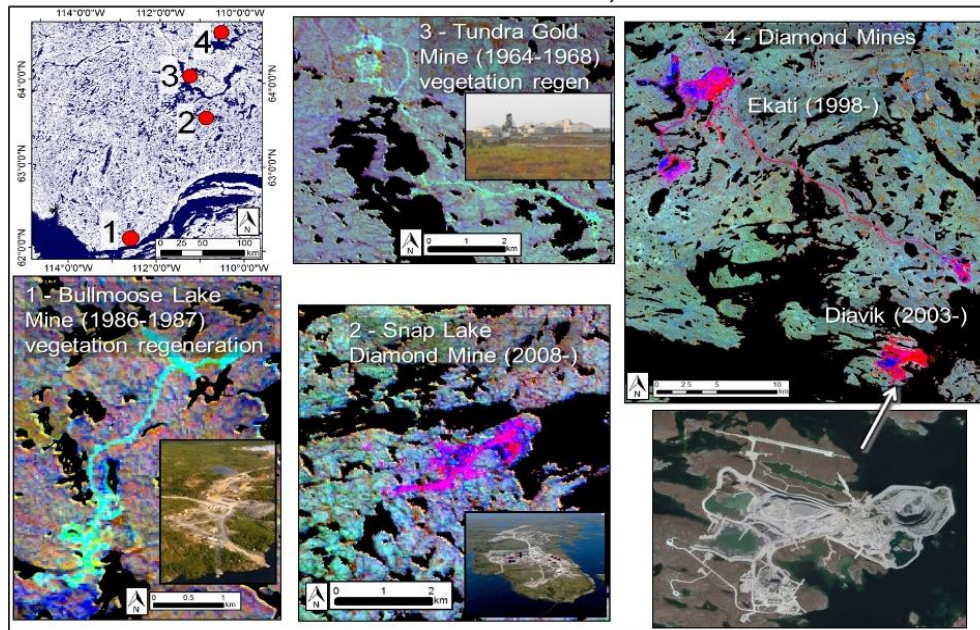 114°0'0"W 112°0'0"W 110°0'0"W
4
3
2
1
64°0'0"N
63°0'0"N
62°0'0"N
64°0'0"N
63°0'0"N
62°0'0"N
N
0 25 50 100
km
114°0'0"W 112°0'0"W 110°0'0"W
3 - Tundra Gold
Mine (1964-1968)
vegetation regen
N
0 1 2
km
4 - Diamond Mines
Ekati (1998-)
Diavik (2003-)
N
0 2.5 5 10
km
1 - Bullmoose Lake
Mine (1986-1987)
vegetation regeneration
N
0 0.5 1
km
2 - Snap Lake
Diamond Mine (2008-)
N
0 1 2
km